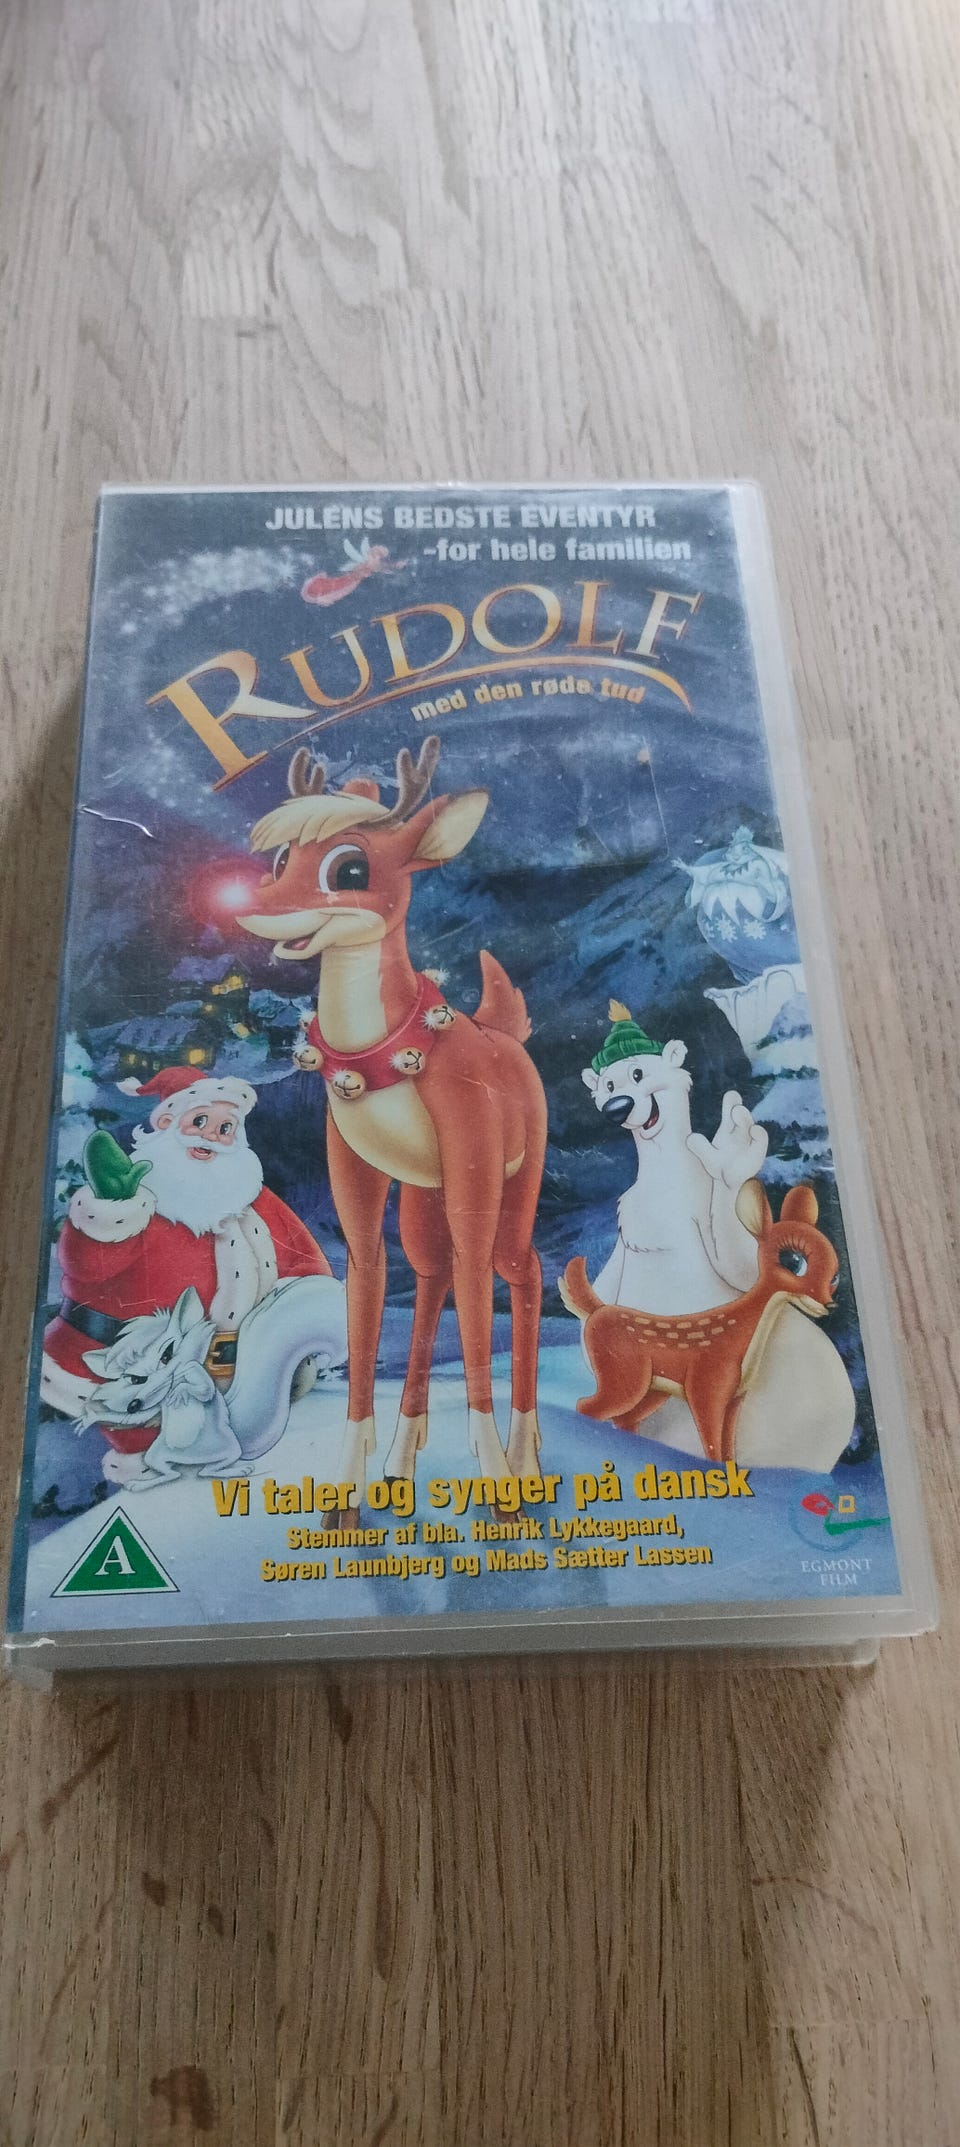 JULENS BEDSTE EVENTYR
-for hele familien
RUDOLF
med den røde tud
Vi taler og synger på dansk
Stemmer af bla. Henrik Lykkegaard,
Søren Launbjerg og Mads Sætter Lassen
A
EGMONT
FILM